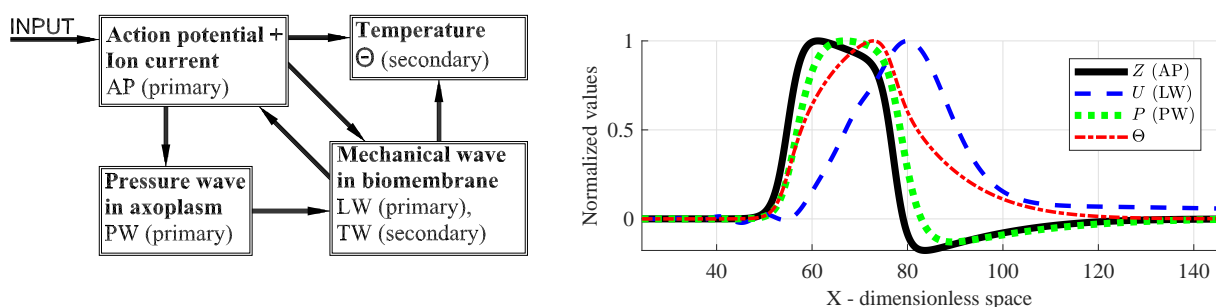 INPUT
Action potential +
Ion current
AP (primary)
Temperature
Θ (secondary)
Pressure wave
in axoplasm
PW (primary)
Mechanical wave
in biomembrane
LW (primary),
TW (secondary)
Normalized values
1
0.5
0
Z (AP)
U (LW)
P (PW)
Θ
40 60 80 100 120 140
X - dimensionless space